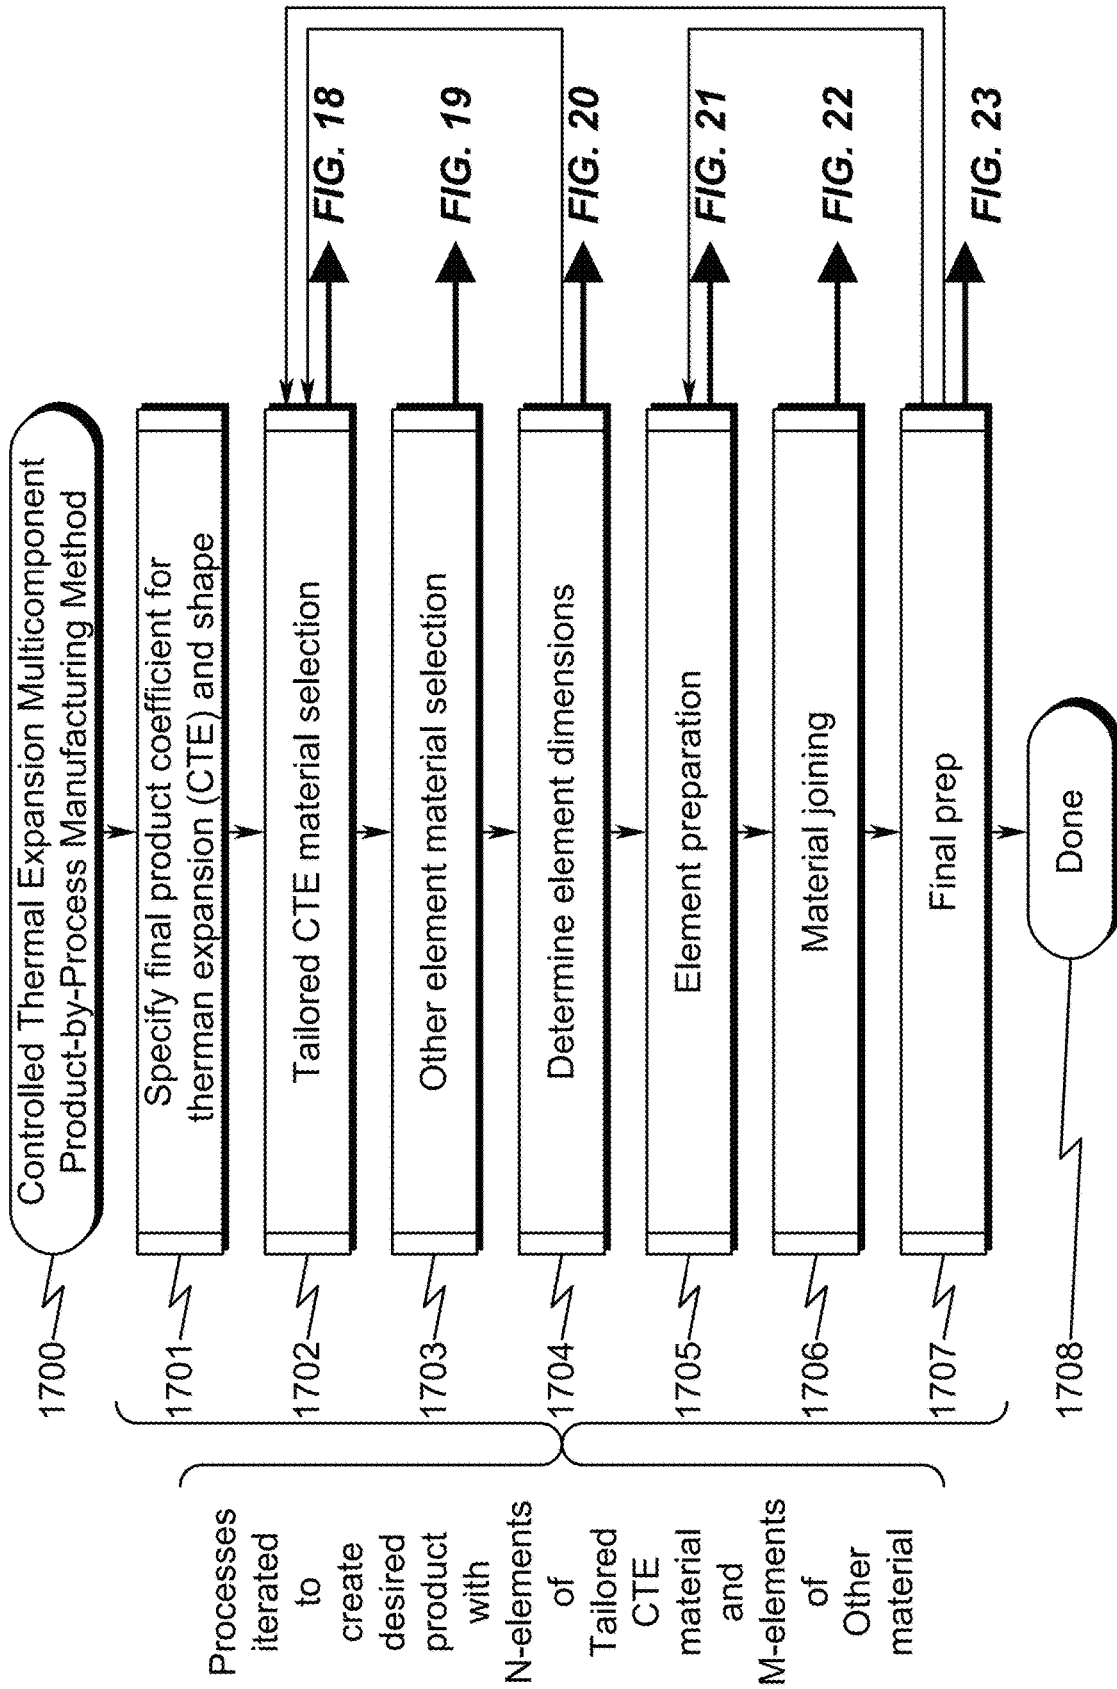 Controlled Thermal Expansion Multicomponent
Product-by-Process Manufacturing Method
1700
Specify final product coefficient for
therman expansion (CTE) and shape
1701
Tailored CTE material selection
1702
FIG. 18
Other element material selection
1703
FIG. 19
Determine element dimensions
1704
FIG. 20
Element preparation
1705
FIG. 21
Material joining
1706
FIG. 22
Final prep
1707
FIG. 23
Done
1708
Processes
iterated
to
create
desired
product
with
N-elements
of
Tailored
CTE
material
and
M-elements
of
Other
material